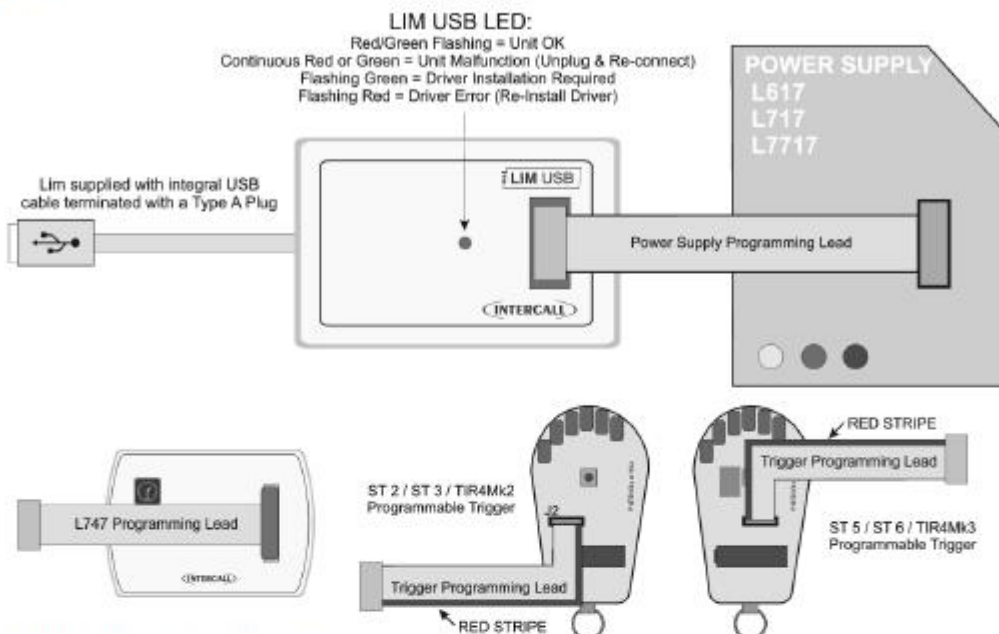 LIM USB LED:
Red/Green Flashing = Unit OK
Continuous Red or Green = Unit Malfunction (Unplug & Re-connect)
Flashing Green = Driver Installation Required
Flashing Red = Driver Error (Re-Install Driver)
POWER SUPPLY
L617
L717
L7717
Lim supplied with integral USB
cable terminated with a Type A Plug
LIM USB
Power Supply Programming Lead
INTERCALL
RED STRIPE
Trigger Programming Lead
ST 2 / ST 3 / TIR4Mk2
Programmable Trigger
J2
L747 Programming Lead
ST 5 / ST 6 / TIR4Mk3
Programmable Trigger
INTERCALL
Trigger Programming Lead
RED STRIPE